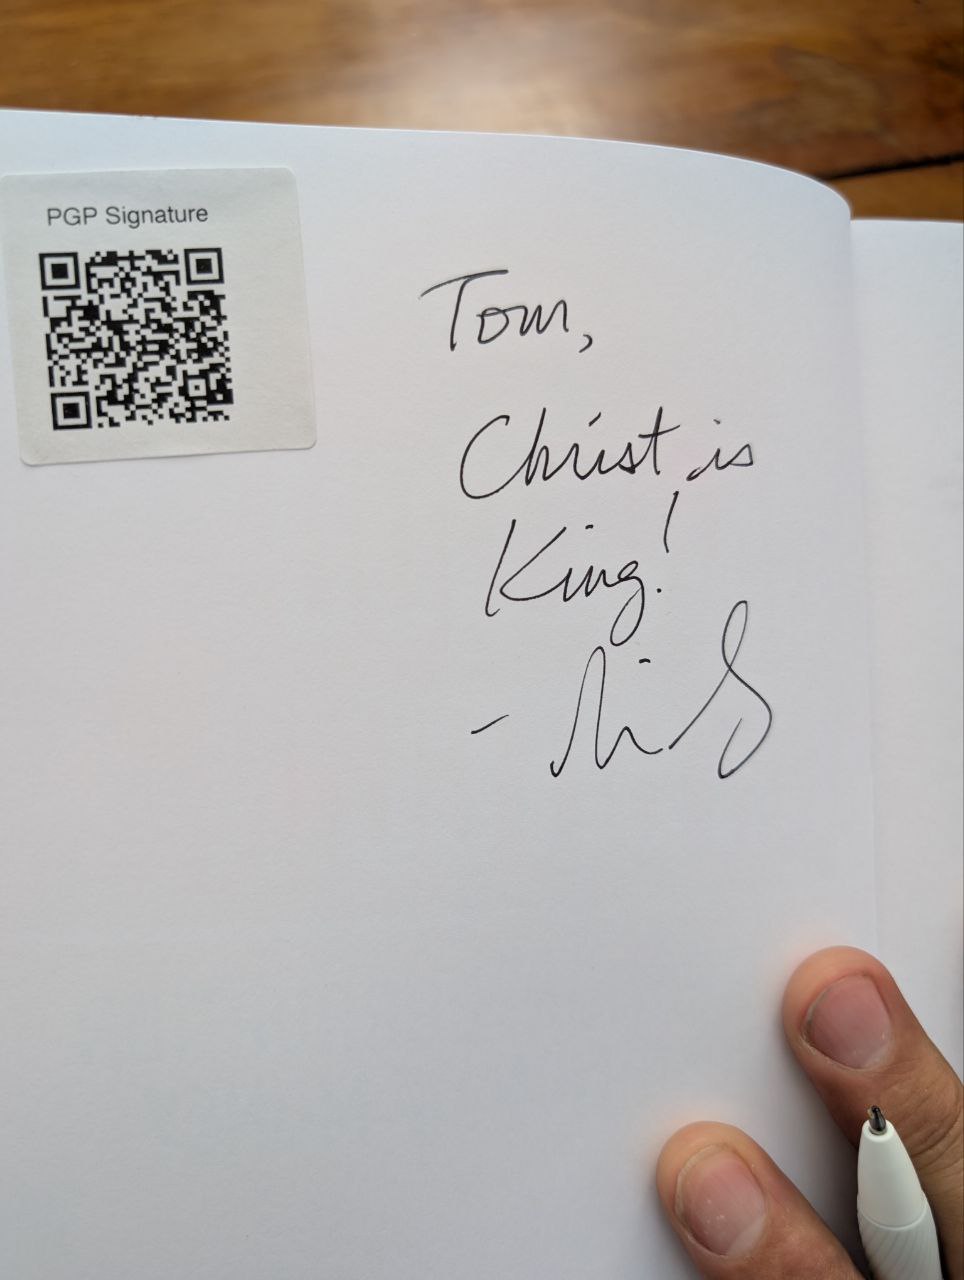 PGP Signature
Tom,
Christ is
King!